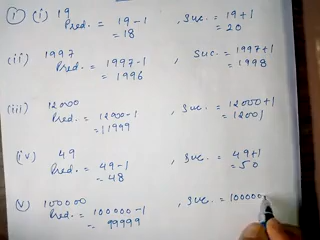 ① (i) 19
Pred. = 19-1 , Suc. = 19+1
= 18 = 20
(ii) 1997
Pred. = 1997-1 , Suc. = 1997+1
= 1996 = 1998
(iii) 12000
Pred. = 12000-1 , Suc. = 12000+1
= 11999 = 12001
(iv) 49
Pred. = 49-1 , Suc. = 49+1
= 48 = 50
(v) 100000
Pred. = 100000-1 , Suc. = 100000
= 99999